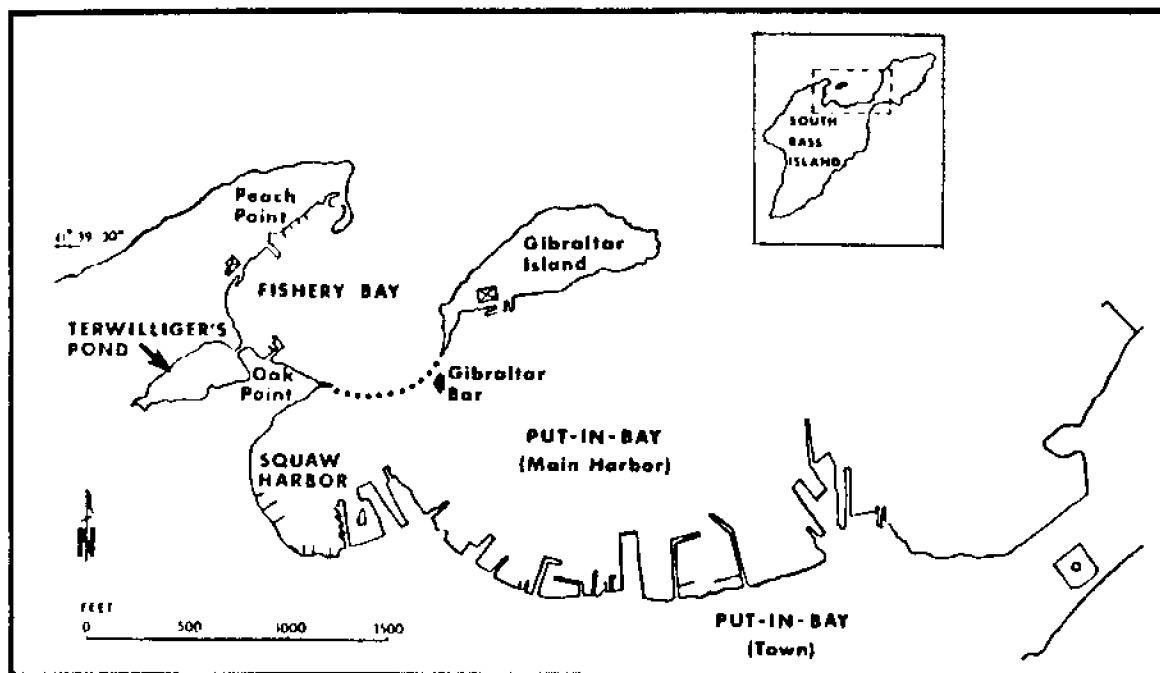 SOUTH
BASS
ISLAND
Peach
Point
Gibraltar
Island
FISHERY BAY
TERWILLIGER'S
POND
Oak
Point
Gibraltar
Bar
PUT-IN-BAY
(Main Harbor)
SQUAW
HARBOR
N
FEET
0 500 1000 1500
PUT-IN-BAY
(Town)